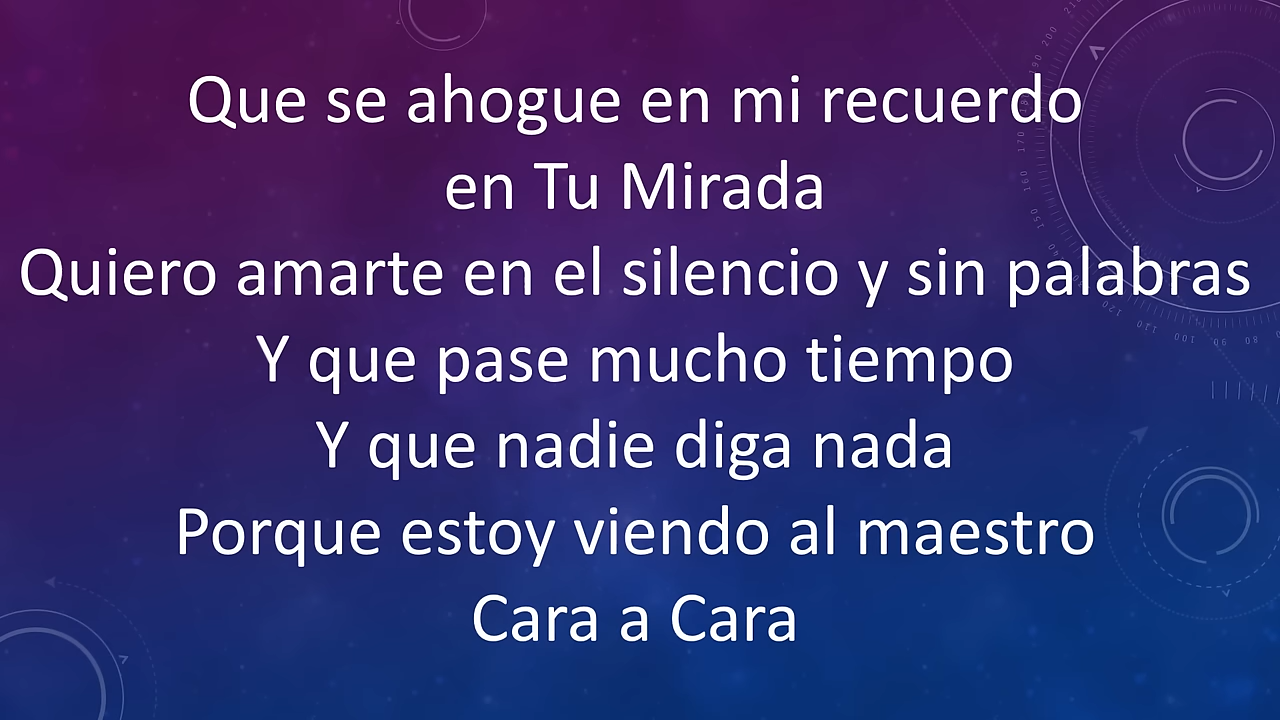 Que se ahogue en mi recuerdo
en Tu Mirada
Quiero amarte en el silencio y sin palabras
Y que pase mucho tiempo
Y que nadie diga nada
Porque estoy viendo al maestro
Cara a Cara